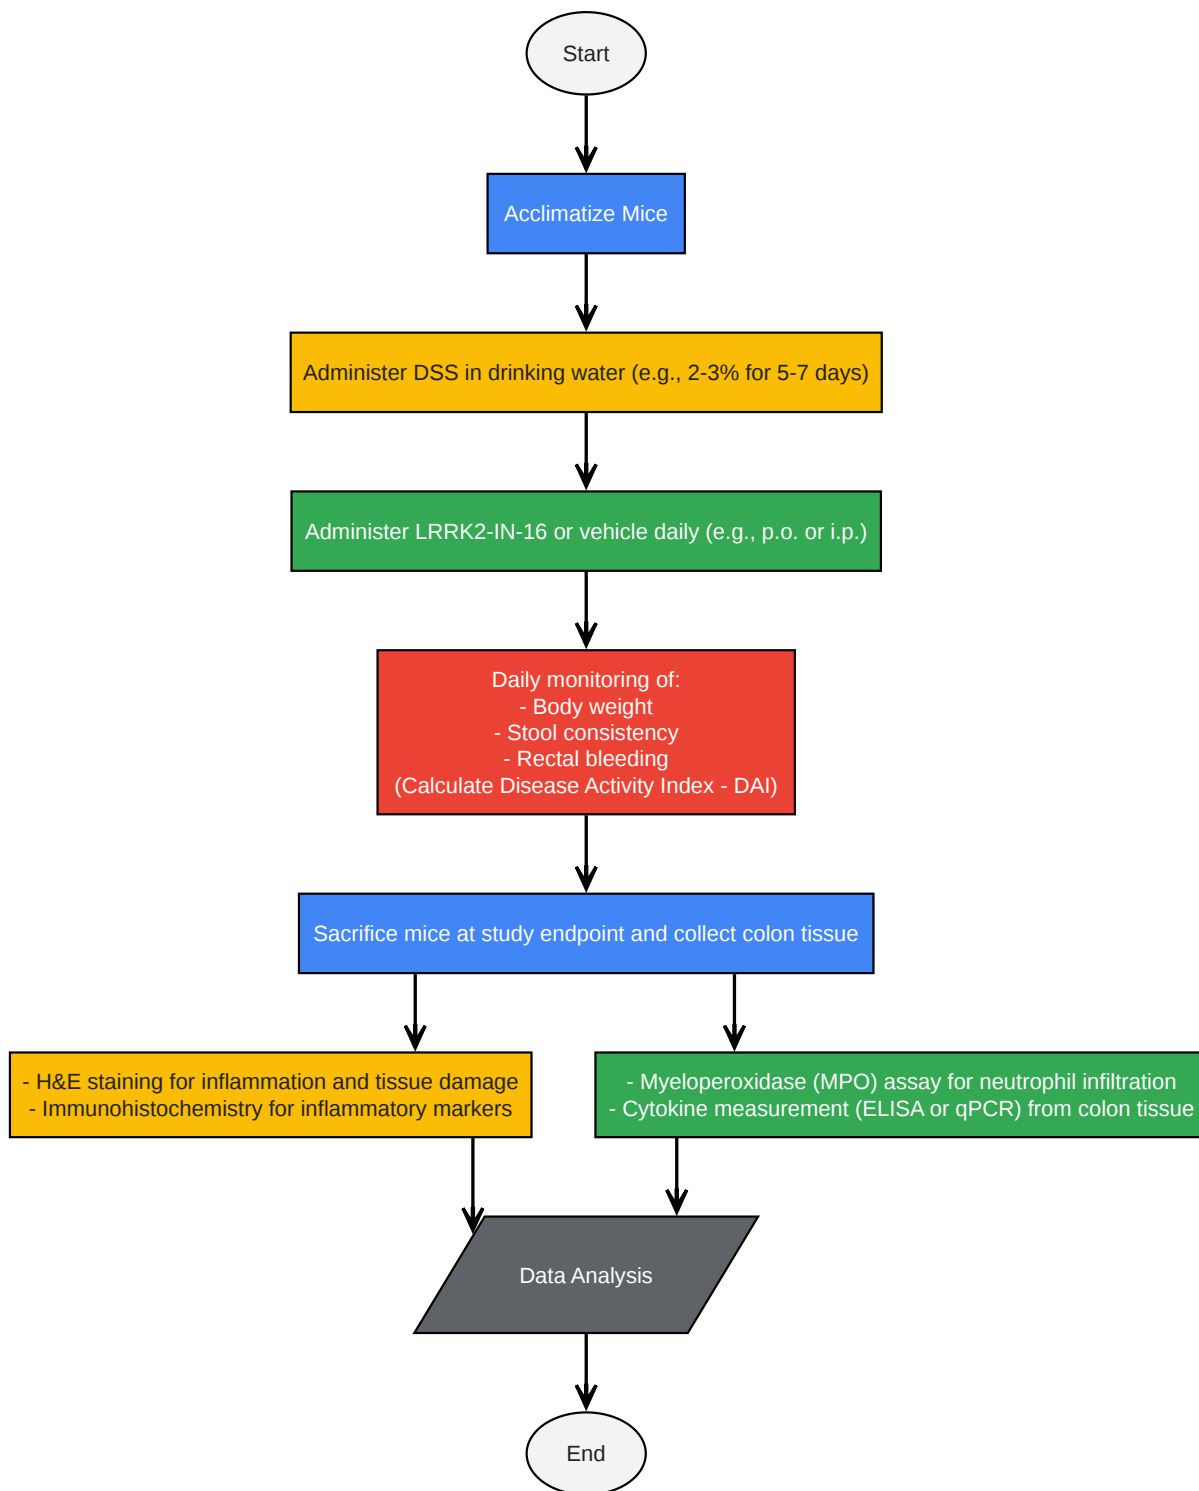 Start
Acclimatize Mice
Administer DSS in drinking water (e.g., 2-3% for 5-7 days)
Administer LRRK2-IN-16 or vehicle daily (e.g., p.o. or i.p.)
Daily monitoring of:
- Body weight
- Stool consistency
- Rectal bleeding
(Calculate Disease Activity Index - DAI)
Sacrifice mice at study endpoint and collect colon tissue
- H&E staining for inflammation and tissue damage
- Immunohistochemistry for inflammatory markers
- Myeloperoxidase (MPO) assay for neutrophil infiltration
- Cytokine measurement (ELISA or qPCR) from colon tissue
Data Analysis
End